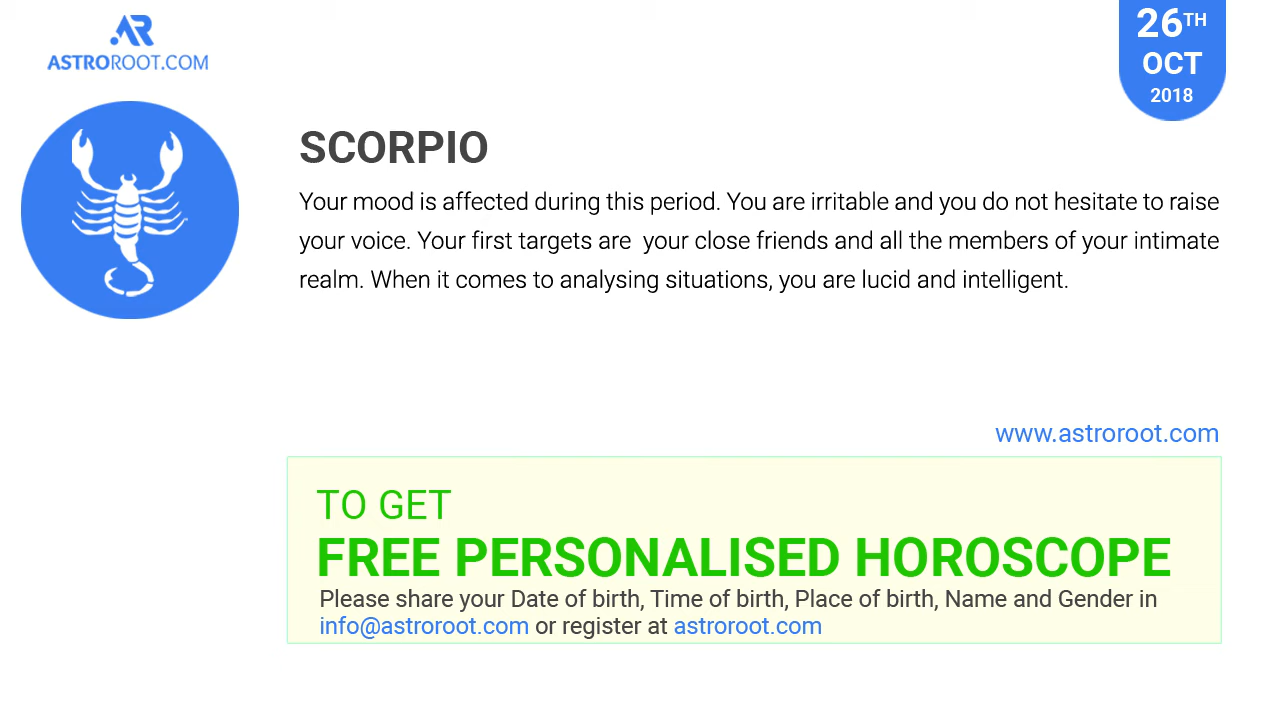 AR
ASTROROOT.COM
26TH
OCT
2018
SCORPIO
Your mood is affected during this period. You are irritable and you do not hesitate to raise
your voice. Your first targets are  your close friends and all the members of your intimate
realm. When it comes to analysing situations, you are lucid and intelligent.
www.astroroot.com
TO GET
FREE PERSONALISED HOROSCOPE
Please share your Date of birth, Time of birth, Place of birth, Name and Gender in
info@astroroot.com or register at astroroot.com